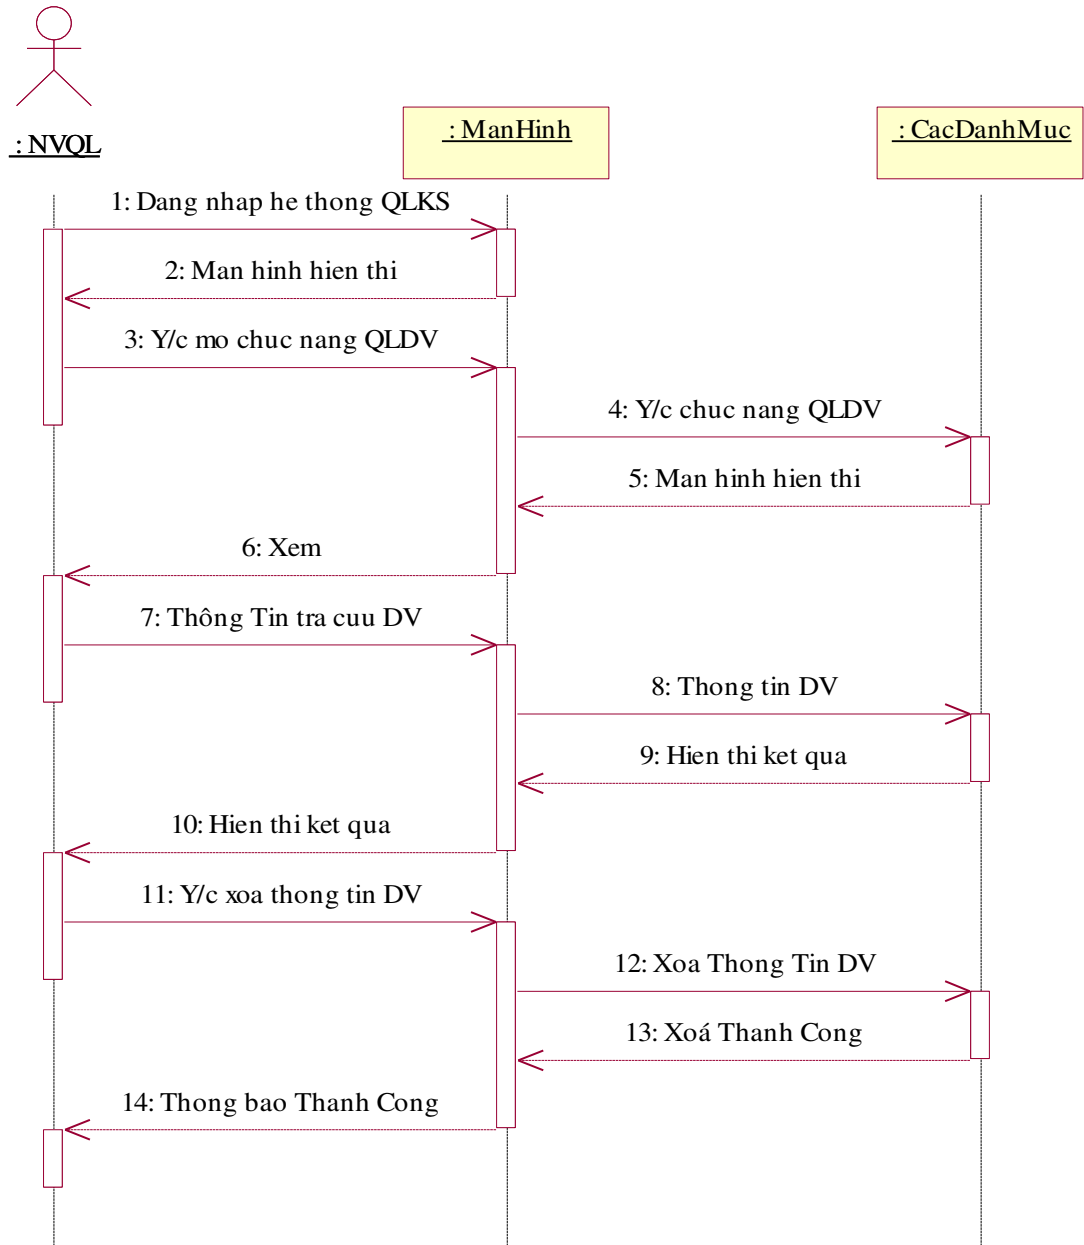 : NVQL
: ManHinh
: CacDanhMuc
1: Dang nhap he thong QLKS
2: Man hinh hien thi
3: Y/c mo chuc nang QLDV
4: Y/c chuc nang QLDV
5: Man hinh hien thi
6: Xem
7: Thông Tin tra cuu DV
8: Thong tin DV
9: Hien thi ket qua
10: Hien thi ket qua
11: Y/c xoa thong tin DV
12: Xoa Thong Tin DV
13: Xoá Thanh Cong
14: Thong bao Thanh Cong